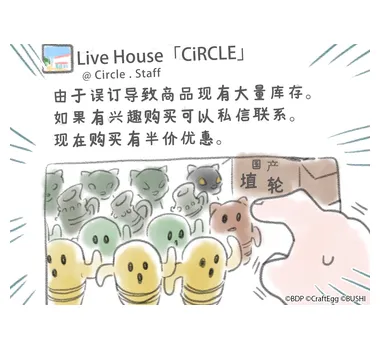 Live House「CiRCLE」
@ Circle . Staff
由于误订导致商品现有大量库存。
如果有兴趣购买可以私信联系。
现在购买有半价优惠。
国产
埴轮
©BDP ©CraftEgg ©BUSHI